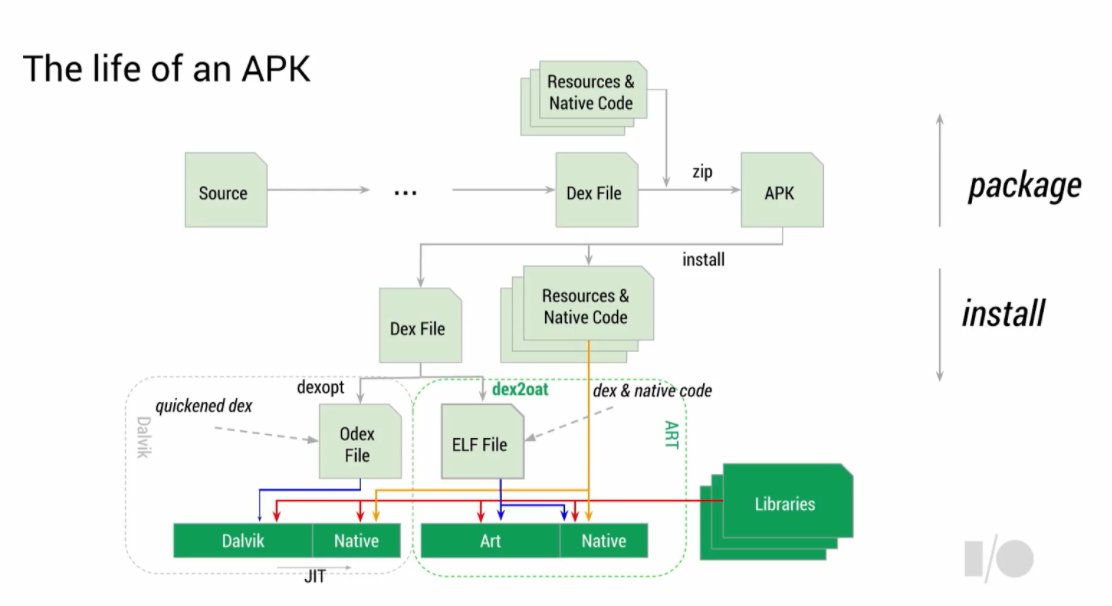 The life of an APK
Resources &
Native Code
Source
...
Dex File
zip
APK
package
install
Resources &
Native Code
install
Dex File
dexopt
dex2oat
dex & native code
quickened dex
Dalvik
Odex
File
ELF File
ART
Libraries
Dalvik
Native
Art
Native
JIT
I/O